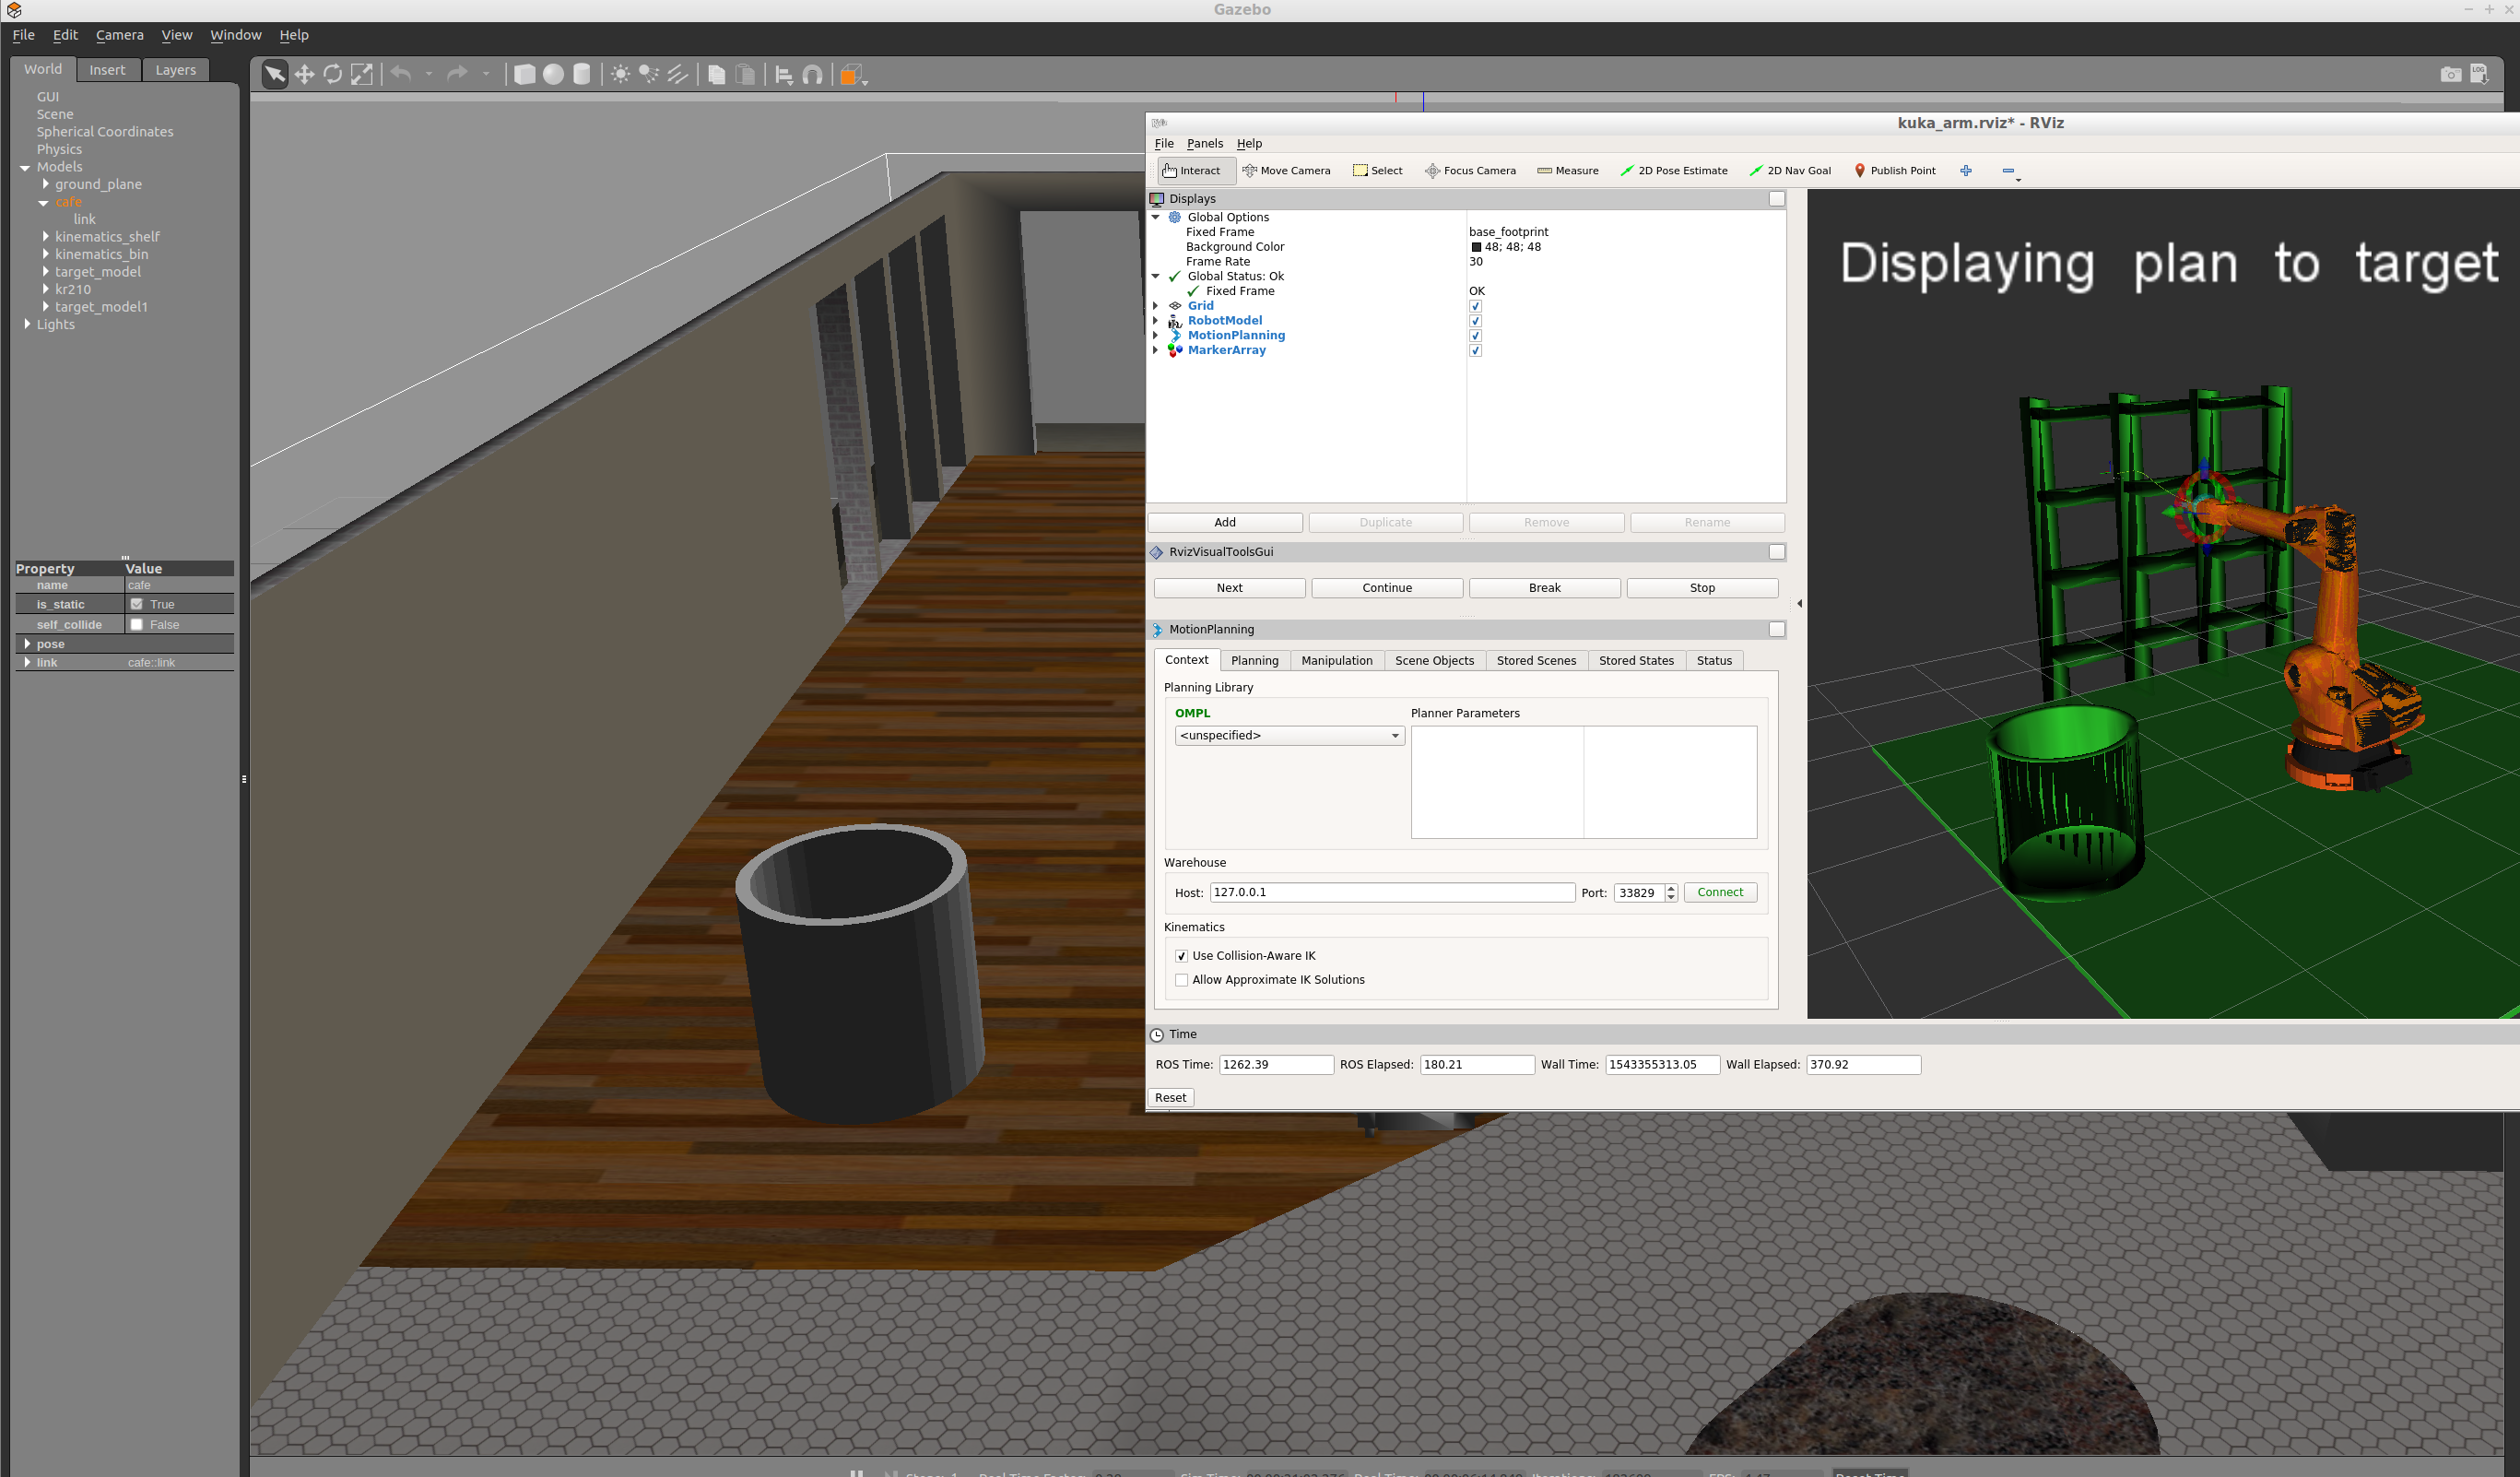 Gazebo
File Edit Camera View Window Help
World Insert Layers
GUI
Scene
Spherical Coordinates
Physics
Models
ground_plane
cafe
link
kinematics_shelf
kinematics_bin
target_model
kr210
target_model1
Lights
Property Value
name cafe
is_static True
self_collide False
pose
link cafe::link
LOG
kuka_arm.rviz* - RViz
File Panels Help
Interact Move Camera Select Focus Camera Measure 2D Pose Estimate 2D Nav Goal Publish Point
Displays
Global Options
Fixed Frame base_footprint
Background Color 48; 48; 48
Frame Rate 30
Global Status: Ok
Fixed Frame OK
Grid
RobotModel
MotionPlanning
MarkerArray
Add Duplicate Remove Rename
RvizVisualToolsGui
Next Continue Break Stop
MotionPlanning
Context Planning Manipulation Scene Objects Stored Scenes Stored States Status
Planning Library
OMPL Planner Parameters
<unspecified>
Warehouse
Host: 127.0.0.1 Port: 33829 Connect
Kinematics
Use Collision-Aware IK
Allow Approximate IK Solutions
Time
ROS Time: 1262.39 ROS Elapsed: 180.21 Wall Time: 1543355313.05 Wall Elapsed: 370.92
Reset
Displaying plan to target